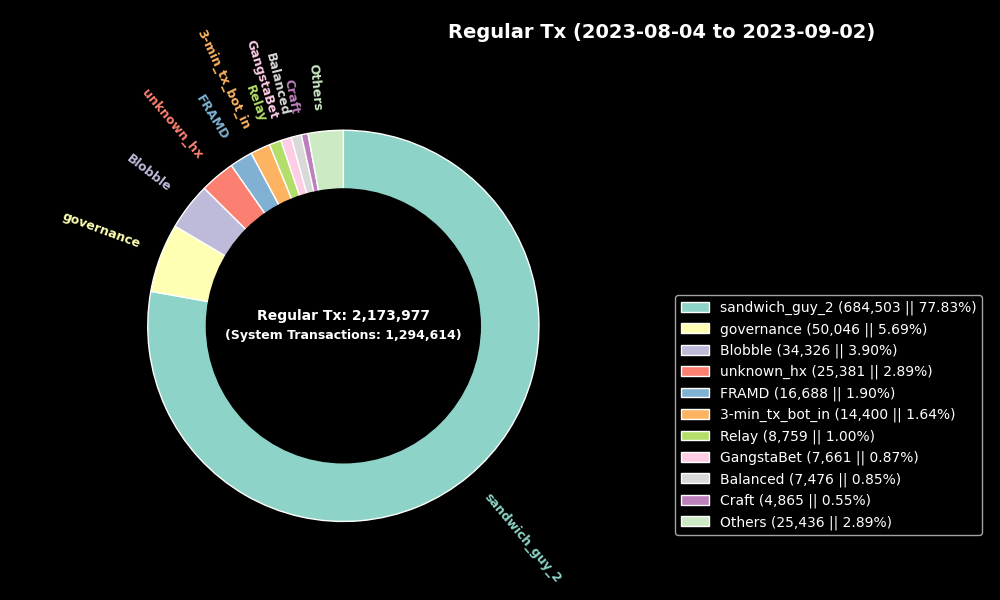 Regular Tx (2023-08-04 to 2023-09-02)
3-min_tx_bot_in
GangstaBet
Balanced
Others
Craft
Relay
FRAMD
unknown_hx
Blobble
governance
Regular Tx: 2,173,977
(System Transactions: 1,294,614)
sandwich_guy_2
sandwich_guy_2 (684,503 || 77.83%)
governance (50,046 || 5.69%)
Blobble (34,326 || 3.90%)
unknown_hx (25,381 || 2.89%)
FRAMD (16,688 || 1.90%)
3-min_tx_bot_in (14,400 || 1.64%)
Relay (8,759 || 1.00%)
GangstaBet (7,661 || 0.87%)
Balanced (7,476 || 0.85%)
Craft (4,865 || 0.55%)
Others (25,436 || 2.89%)